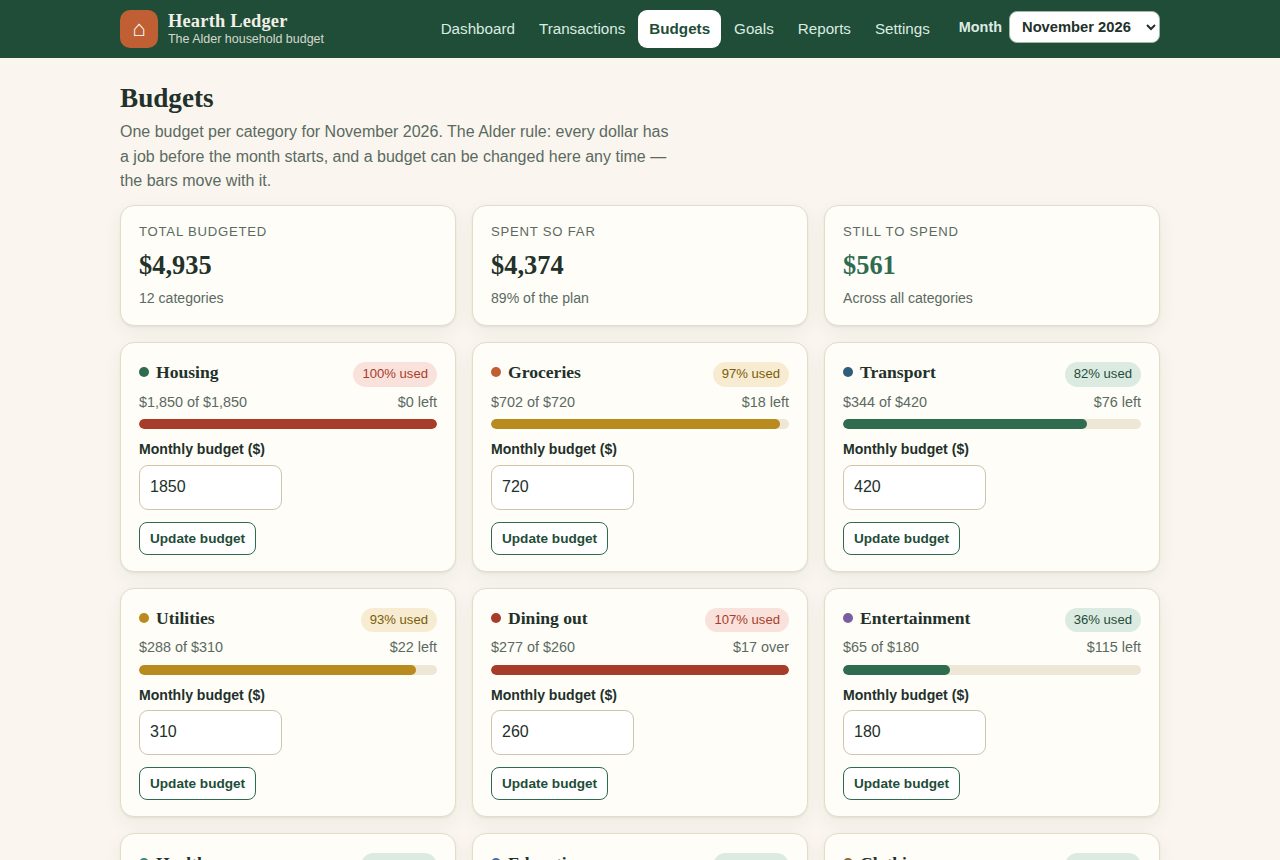 Hearth Ledger
The Alder household budget
Dashboard Transactions Budgets Goals Reports Settings Month November 2026
Budgets
One budget per category for November 2026. The Alder rule: every dollar has
a job before the month starts, and a budget can be changed here any time —
the bars move with it.
TOTAL BUDGETED
$4,935
12 categories
SPENT SO FAR
$4,374
89% of the plan
STILL TO SPEND
$561
Across all categories
Housing 100% used
$1,850 of $1,850 $0 left
Monthly budget ($)
1850
Update budget
Groceries 97% used
$702 of $720 $18 left
Monthly budget ($)
720
Update budget
Transport 82% used
$344 of $420 $76 left
Monthly budget ($)
420
Update budget
Utilities 93% used
$288 of $310 $22 left
Monthly budget ($)
310
Update budget
Dining out 107% used
$277 of $260 $17 over
Monthly budget ($)
260
Update budget
Entertainment 36% used
$65 of $180 $115 left
Monthly budget ($)
180
Update budget